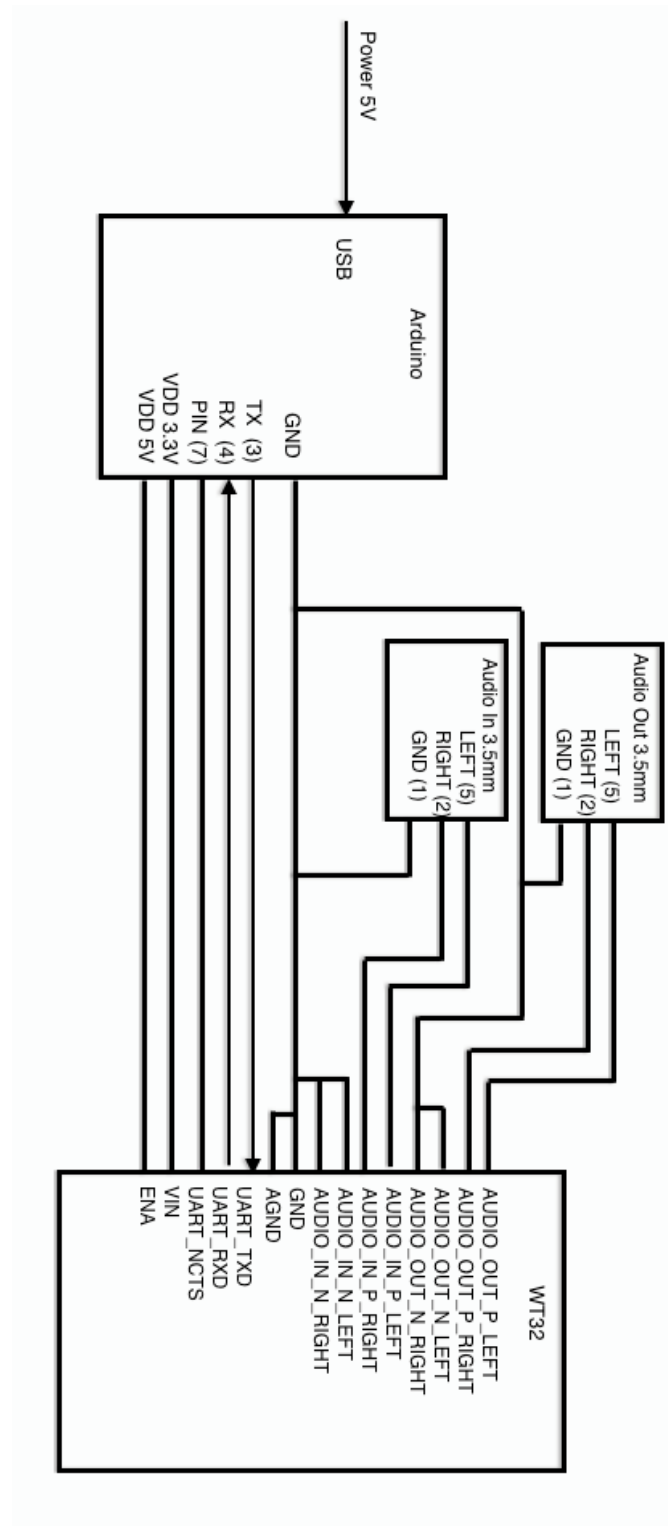 Power 5V
USB
Arduino
GND
TX (3)
RX (4)
PIN (7)
VDD 3.3V
VDD 5V
Audio Out 3.5mm
LEFT (5)
RIGHT (2)
GND (1)
Audio In 3.5mm
LEFT (5)
RIGHT (2)
GND (1)
WT32
AUDIO_OUT_P_LEFT
AUDIO_OUT_P_RIGHT
AUDIO_OUT_N_LEFT
AUDIO_OUT_N_RIGHT
AUDIO_IN_P_LEFT
AUDIO_IN_P_RIGHT
AUDIO_IN_N_LEFT
AUDIO_IN_N_RIGHT
GND
AGND
UART_TXD
UART_RXD
UART_NCTS
VIN
ENA